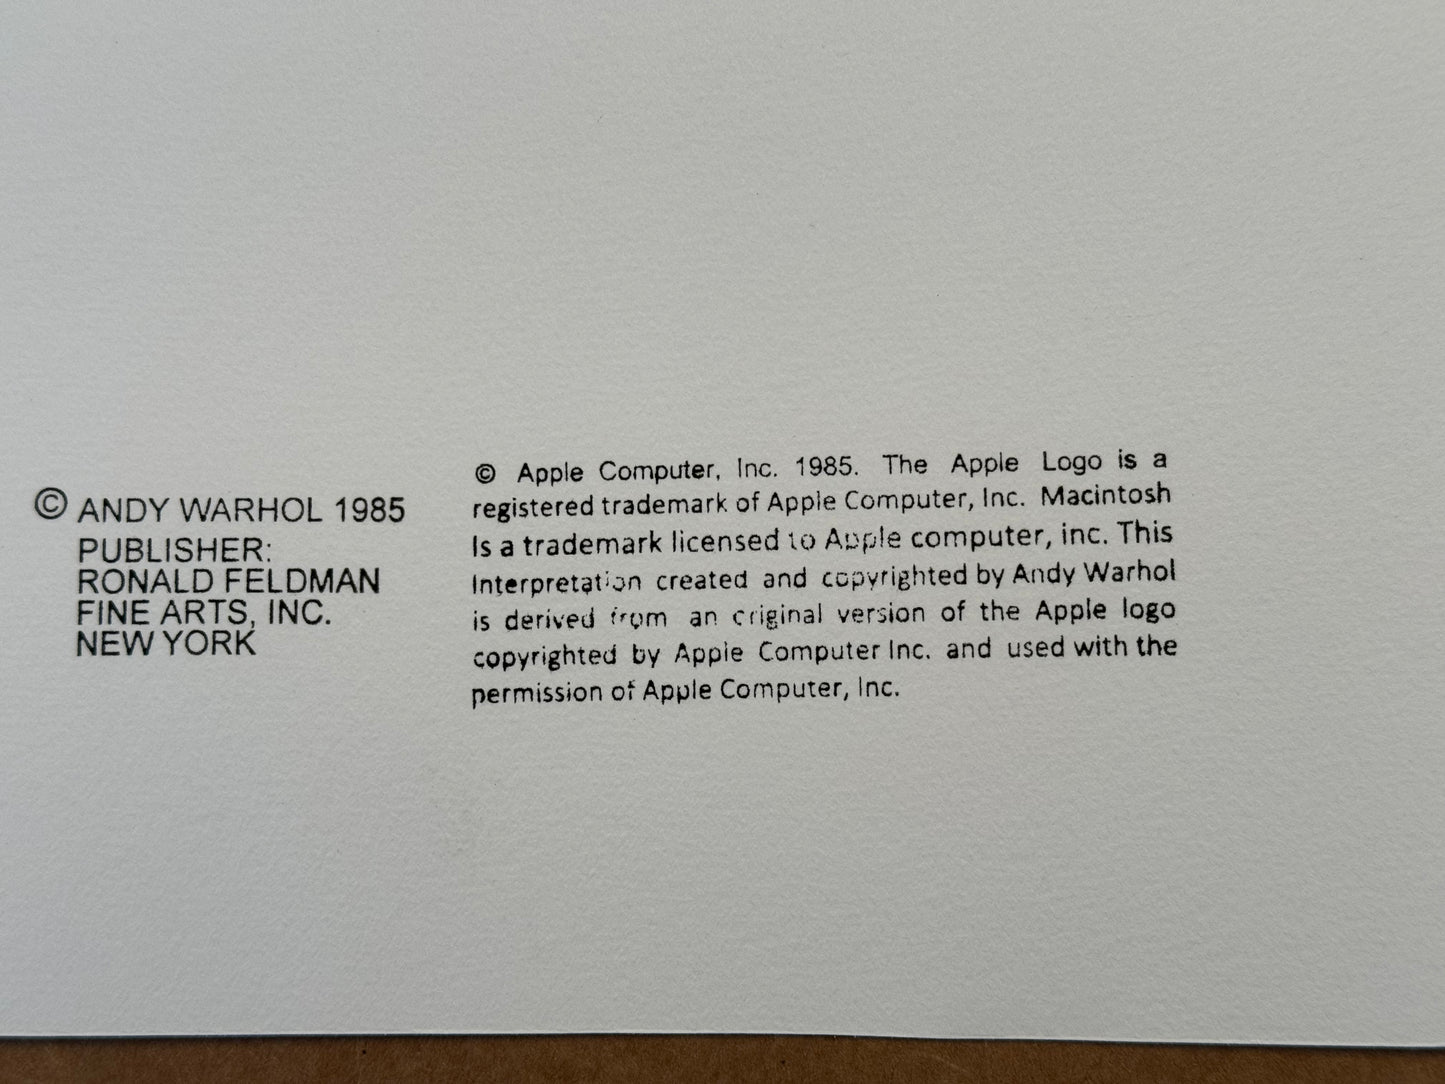 © ANDY WARHOL 1985
PUBLISHER:
RONALD FELDMAN
FINE ARTS, INC.
NEW YORK
© Apple Computer, Inc. 1985. The Apple Logo is a
registered trademark of Apple Computer, Inc. Macintosh
Is a trademark licensed to Apple computer, inc. This
Interpretation created and copyrighted by Andy Warhol
is derived from an original version of the Apple logo
copyrighted by Apple Computer Inc. and used with the
permission of Apple Computer, Inc.